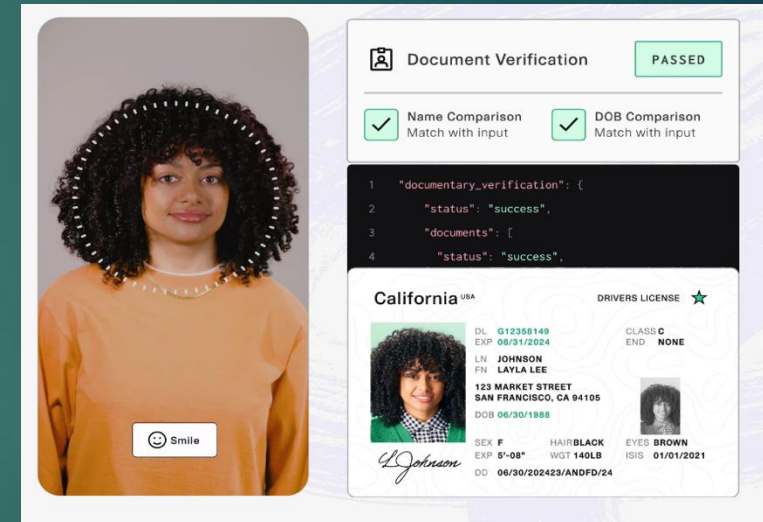 Smile
Document Verification
PASSED
Name Comparison
Match with input
DOB Comparison
Match with input
1 "documentary_verification": {
2 "status": "success",
3 "documents": [
4 "status": "success",
California USA
DRIVERS LICENSE
DL G12358149
CLASS C
EXP 08/31/2024
END NONE
LN JOHNSON
FN LAYLA LEE
123 MARKET STREET
SAN FRANCISCO, CA 94105
DOB 06/30/1988
SEX F HAIR BLACK EYES BROWN
EXP 5'-08" WGT 140LB ISIS 01/01/2021
DD 06/30/202423/ANDFD/24
L Johnson